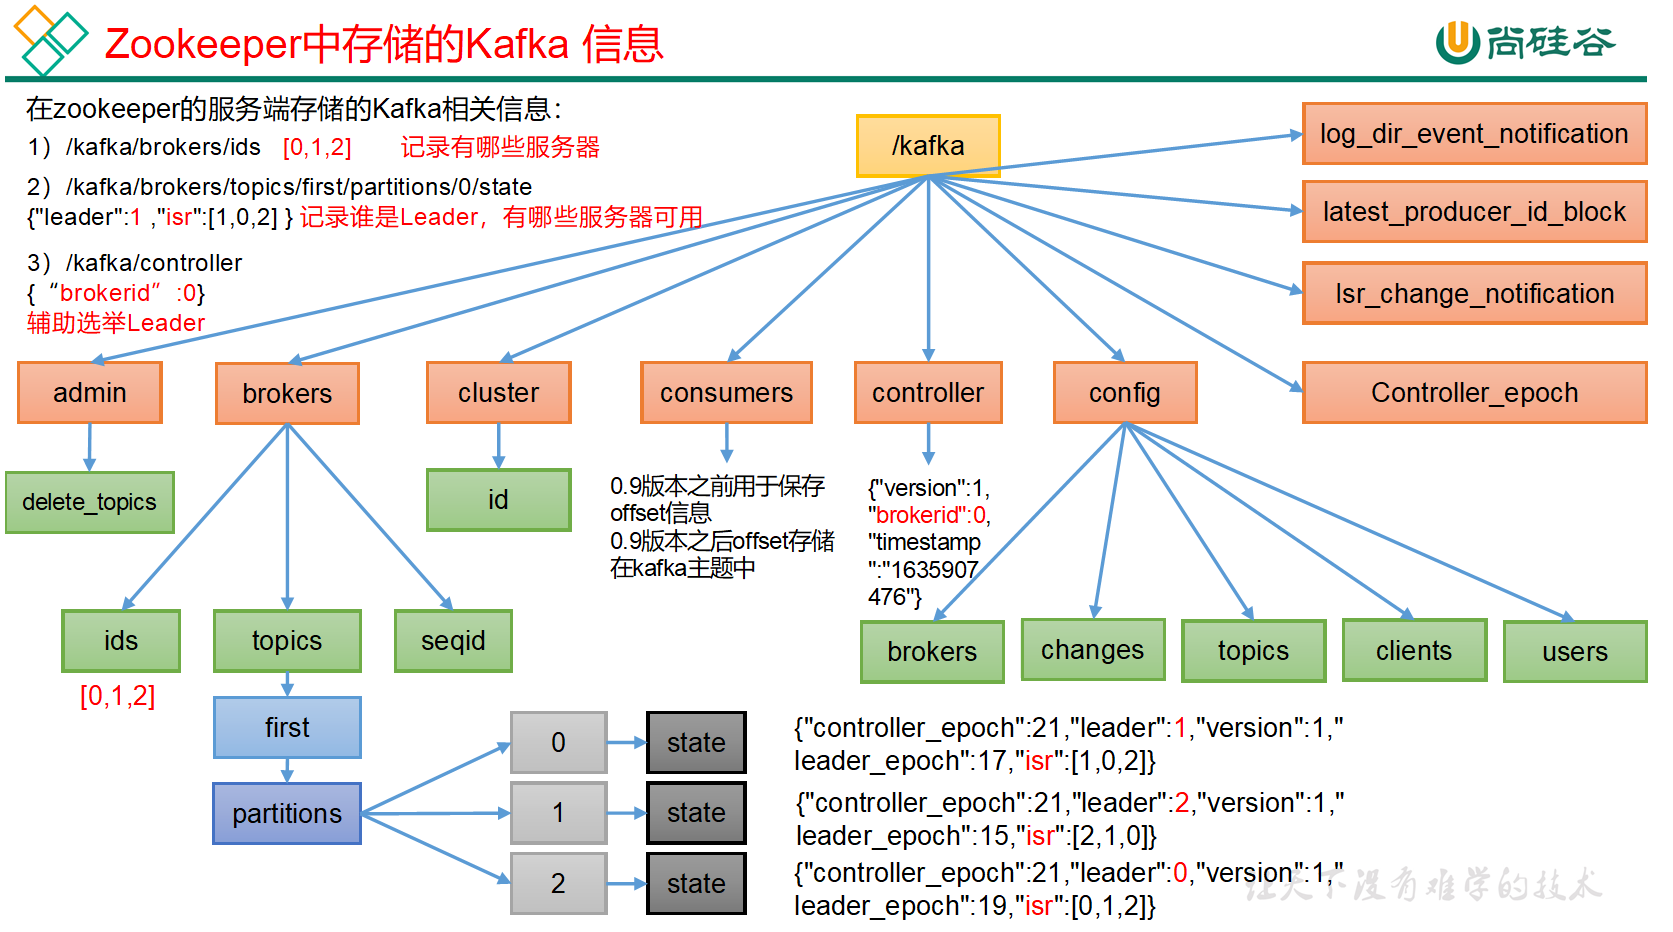 Zookeeper中存储的Kafka 信息
尚硅谷
在zookeeper的服务端存储的Kafka相关信息：
1）/kafka/brokers/ids [0,1,2] 记录有哪些服务器
2）/kafka/brokers/topics/first/partitions/0/state
{"leader":1 ,"isr":[1,0,2] } 记录谁是Leader，有哪些服务器可用
3）/kafka/controller
{“brokerid”:0}
辅助选举Leader
/kafka
log_dir_event_notification
latest_producer_id_block
Isr_change_notification
Controller_epoch
admin
brokers
cluster
consumers
controller
config
delete_topics
id
0.9版本之前用于保存
offset信息
0.9版本之后offset存储
在kafka主题中
{"version":1,
"brokerid":0,
"timestamp
":"1635907
476"}
ids
topics
seqid
brokers
changes
topics
clients
users
[0,1,2]
first
partitions
0
state
1
state
2
state
{"controller_epoch":21,"leader":1,"version":1,"
leader_epoch":17,"isr":[1,0,2]}
{"controller_epoch":21,"leader":2,"version":1,"
leader_epoch":15,"isr":[2,1,0]}
{"controller_epoch":21,"leader":0,"version":1,"
leader_epoch":19,"isr":[0,1,2]}
让天下没有难学的技术